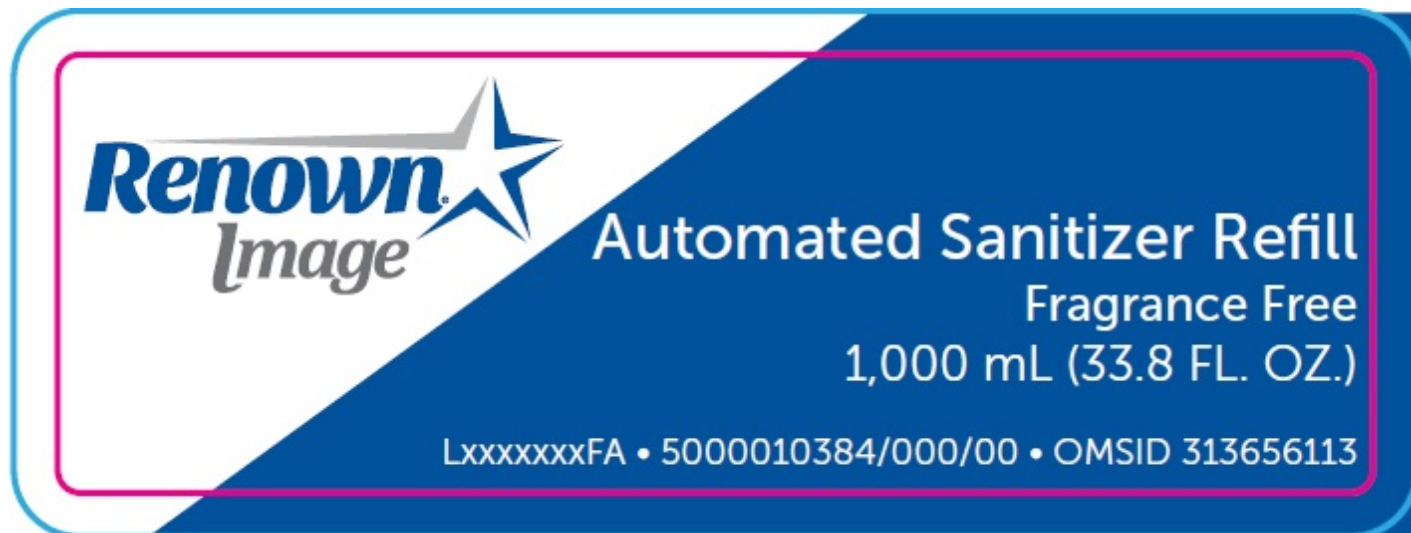 Renown®
Image
Automated Sanitizer Refill
Fragrance Free
1,000 mL (33.8 FL. OZ.)
LxxxxxxxFA • 5000010384/000/00 • OMSID 313656113